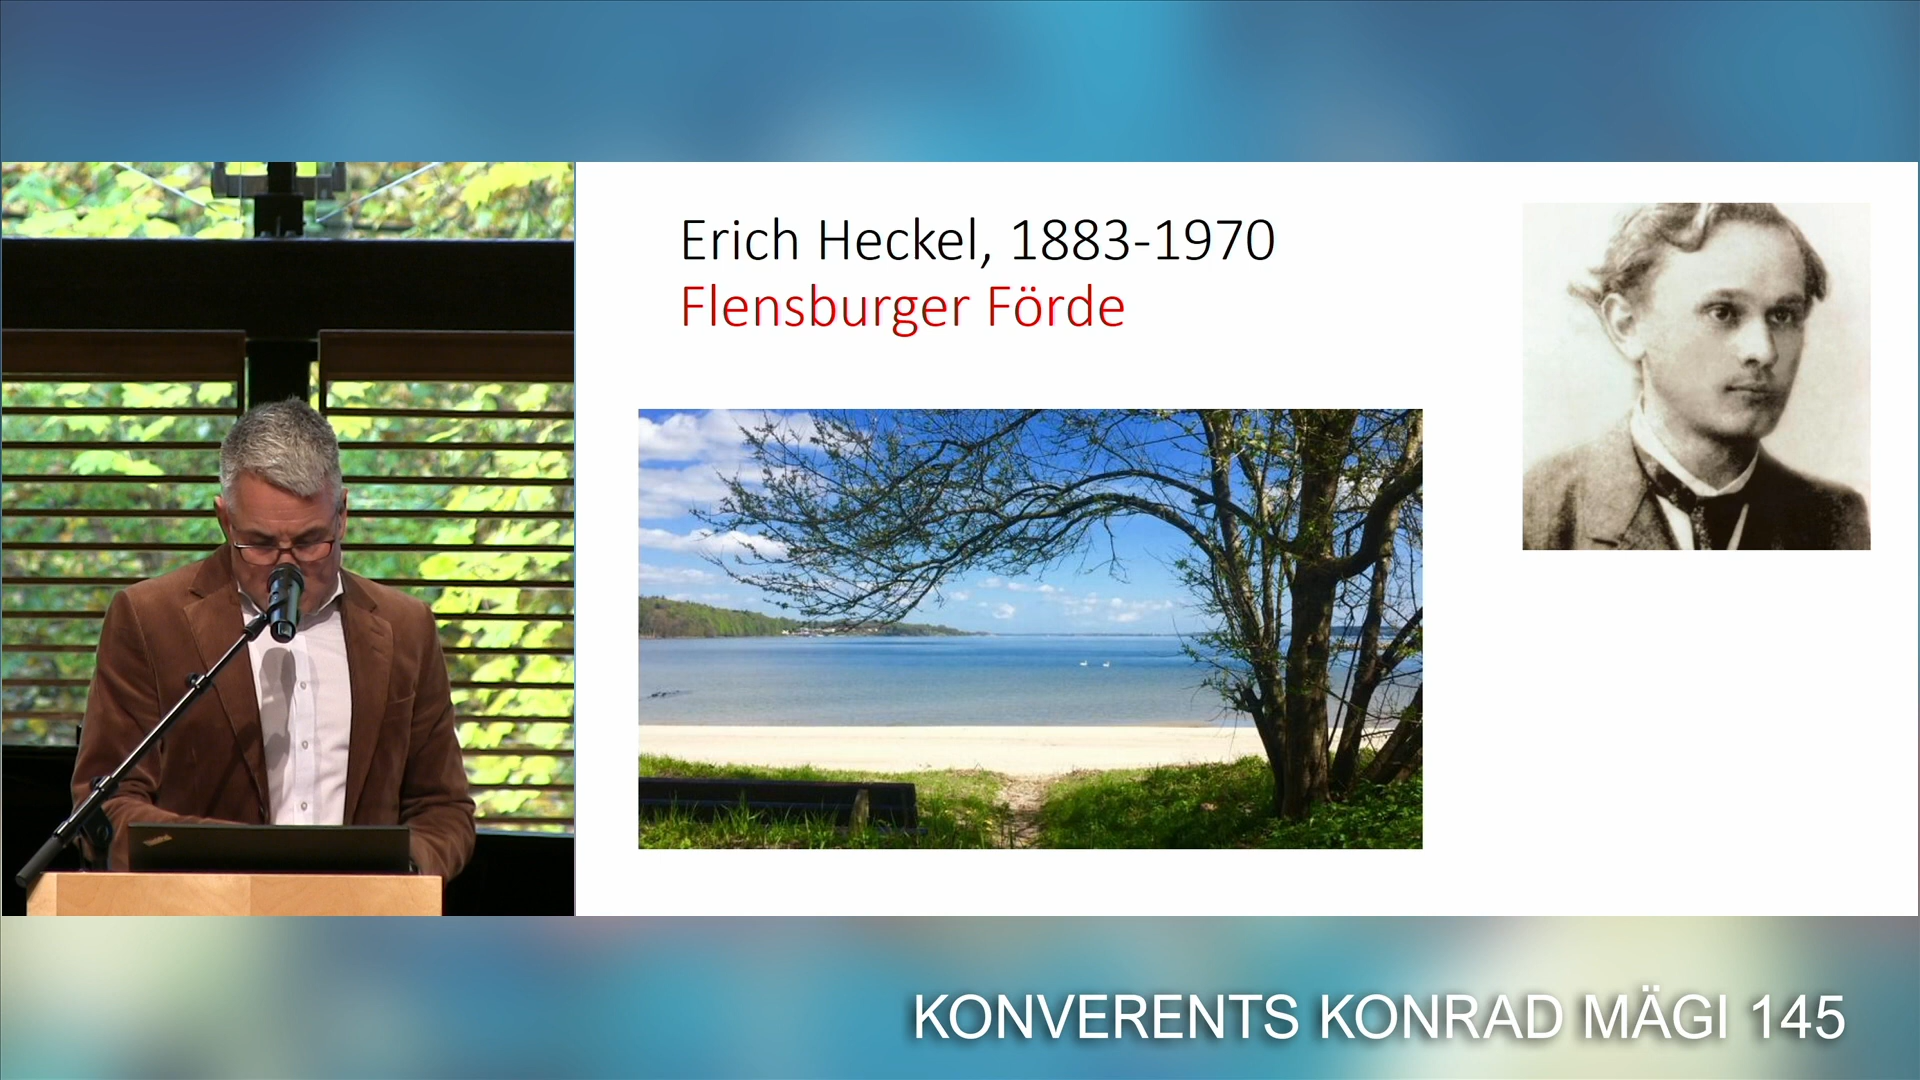 Erich Heckel, 1883-1970
Flensburger Förde
KONVERENTS KONRAD MÄGI 145